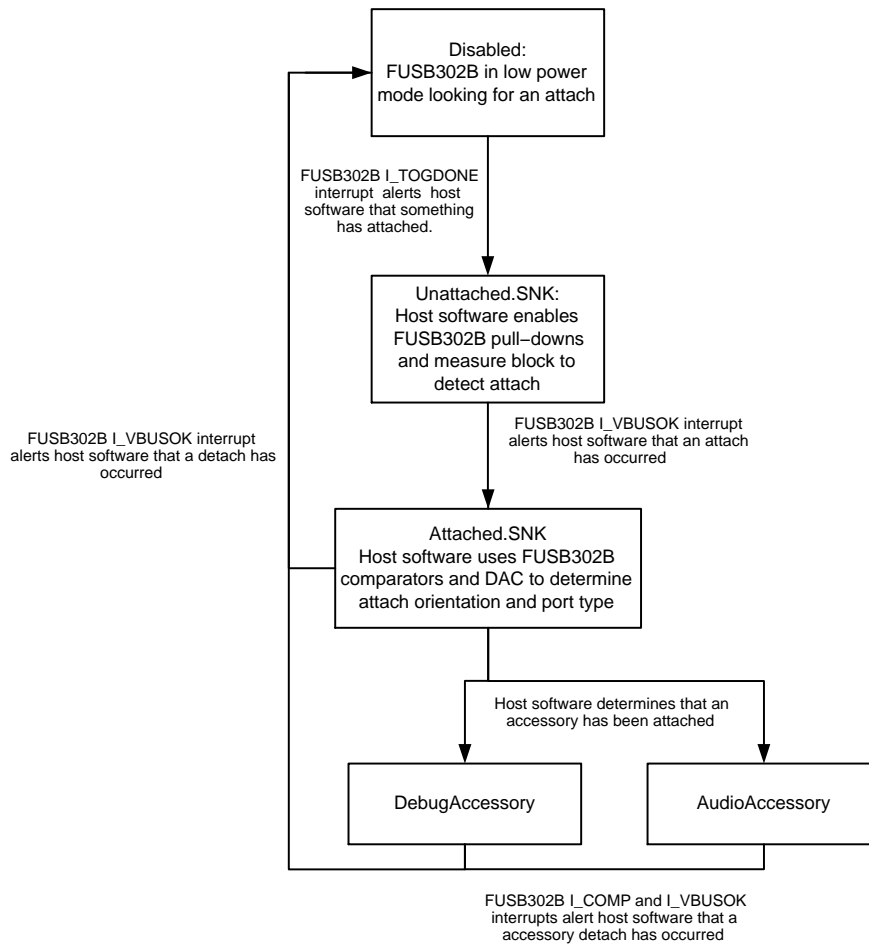 Disabled:
FUSB302B in low power
mode looking for an attach
FUSB302B I_TOGDONE
interrupt alerts host
software that something
has attached.
Unattached.SNK:
Host software enables
FUSB302B pull−downs
and measure block to
detect attach
FUSB302B I_VBUSOK interrupt
alerts host software that a detach has
occurred
FUSB302B I_VBUSOK interrupt
alerts host software that an attach
has occurred
Attached.SNK
Host software uses FUSB302B
comparators and DAC to determine
attach orientation and port type
Host software determines that an
accessory has been attached
DebugAccessory
AudioAccessory
FUSB302B I_COMP and I_VBUSOK
interrupts alert host software that a
accessory detach has occurred